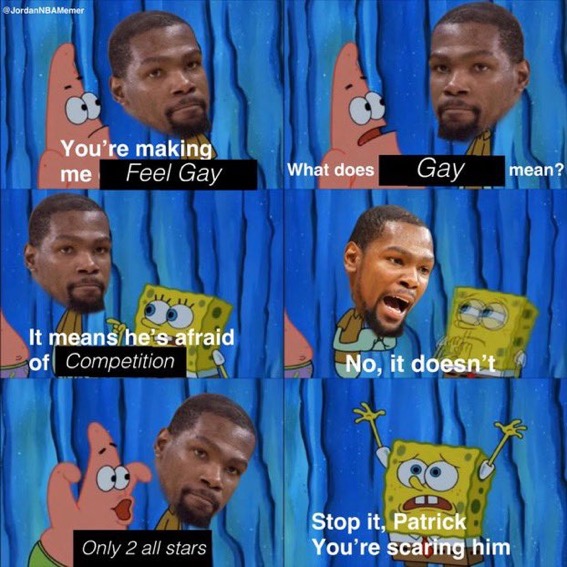 @JordanNBAMemer
You're making
me Feel Gay
What does Gay mean?
It means he's afraid
of Competition
No, it doesn't
Only 2 all stars
Stop it, Patrick
You're scaring him